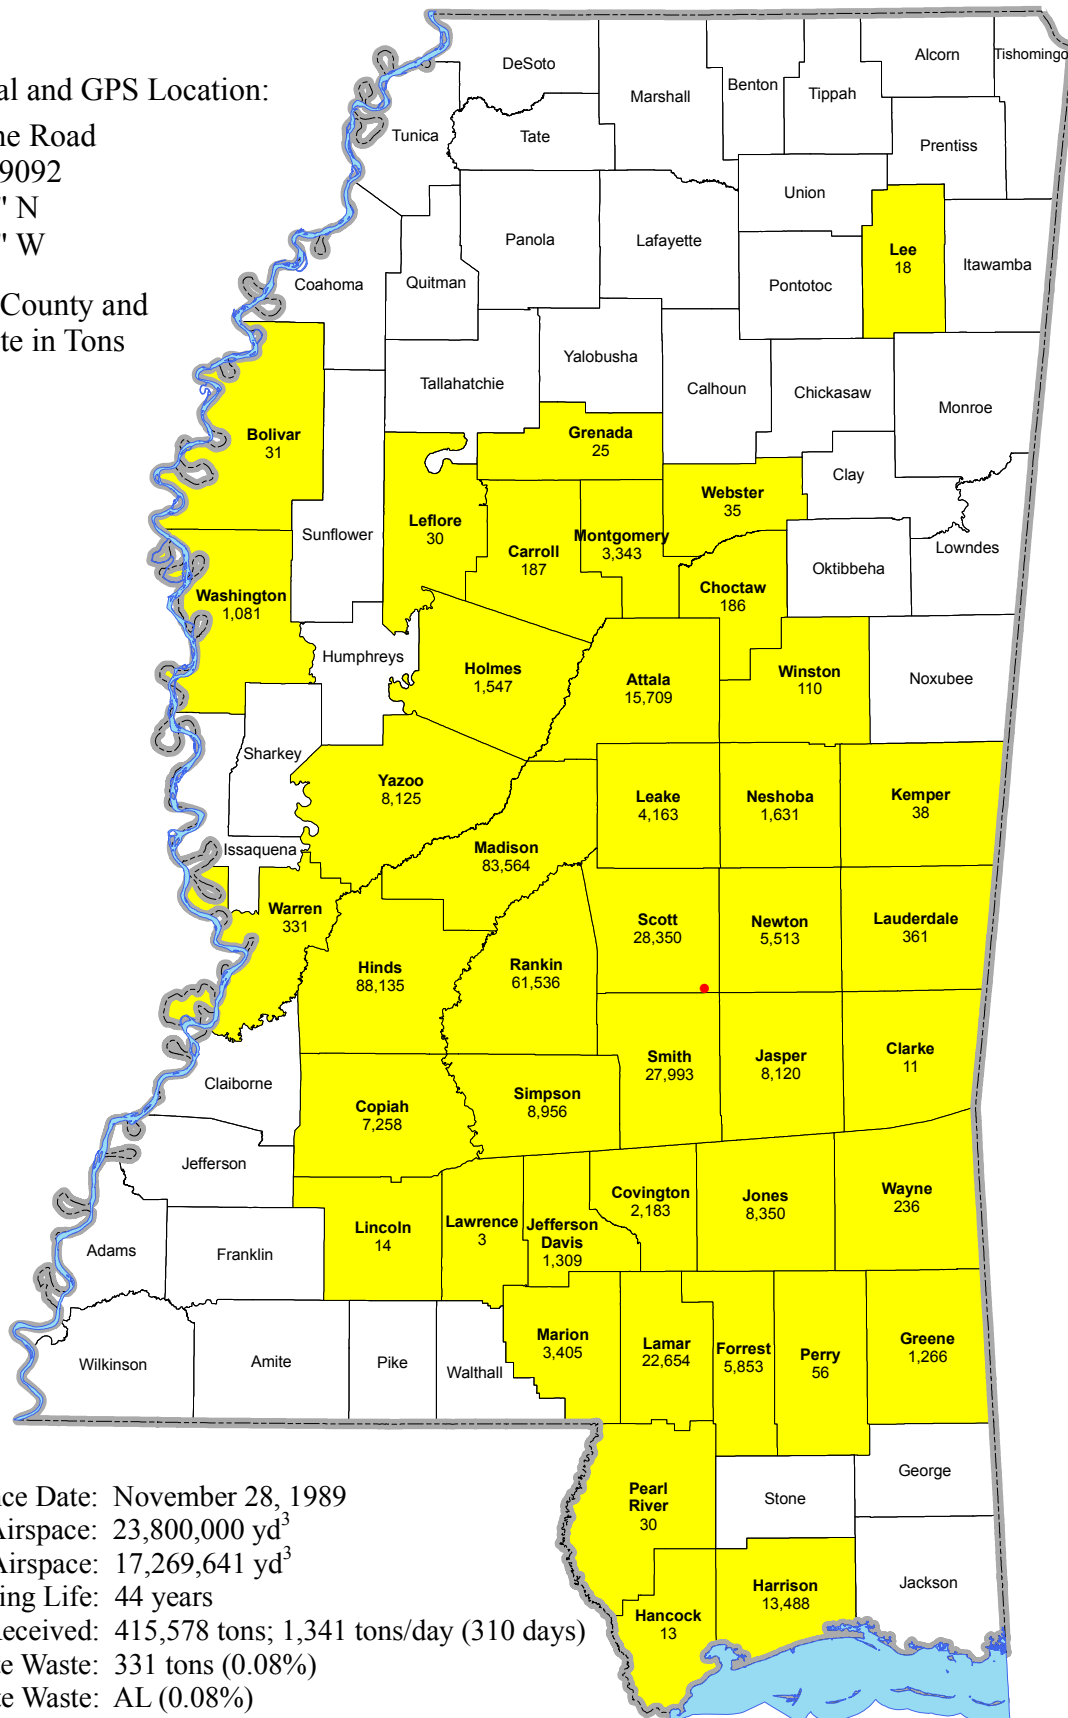 al and GPS Location:
ne Road
9092
" N
" W
County and
te in Tons
DeSoto
Marshall
Benton
Tippah
Alcorn
Tishomingo
Tunica
Tate
Prentiss
Union
Panola
Lafayette
Lee
18
Itawamba
Coahoma
Quitman
Pontotoc
Yalobusha
Tallahatchie
Calhoun
Chickasaw
Monroe
Bolivar
31
Grenada
25
Clay
Webster
35
Leflore
30
Sunflower
Carroll
187
Montgomery
3,343
Lowndes
Oktibbeha
Choctaw
186
Washington
1,081
Humphreys
Holmes
1,547
Attala
15,709
Winston
110
Noxubee
Sharkey
Yazoo
8,125
Leake
4,163
Neshoba
1,631
Kemper
38
Issaquena
Madison
83,564
Warren
331
Scott
28,350
Newton
5,513
Lauderdale
361
Hinds
88,135
Rankin
61,536
Smith
27,993
Jasper
8,120
Clarke
11
Claiborne
Copiah
7,258
Simpson
8,956
Jefferson
Covington
2,183
Jones
8,350
Wayne
236
Lincoln
14
Lawrence
3
Jefferson
Davis
1,309
Adams
Franklin
Marion
3,405
Lamar
22,654
Forrest
5,853
Perry
56
Greene
1,266
Wilkinson
Amite
Pike
Walthall
George
Pearl
River
30
Stone
Harrison
13,488
Jackson
Hancock
13
nce Date: November 28, 1989
Airspace: 23,800,000 yd³
Airspace: 17,269,641 yd³
ing Life: 44 years
eceived: 415,578 tons; 1,341 tons/day (310 days)
te Waste: 331 tons (0.08%)
te Waste: AL (0.08%)